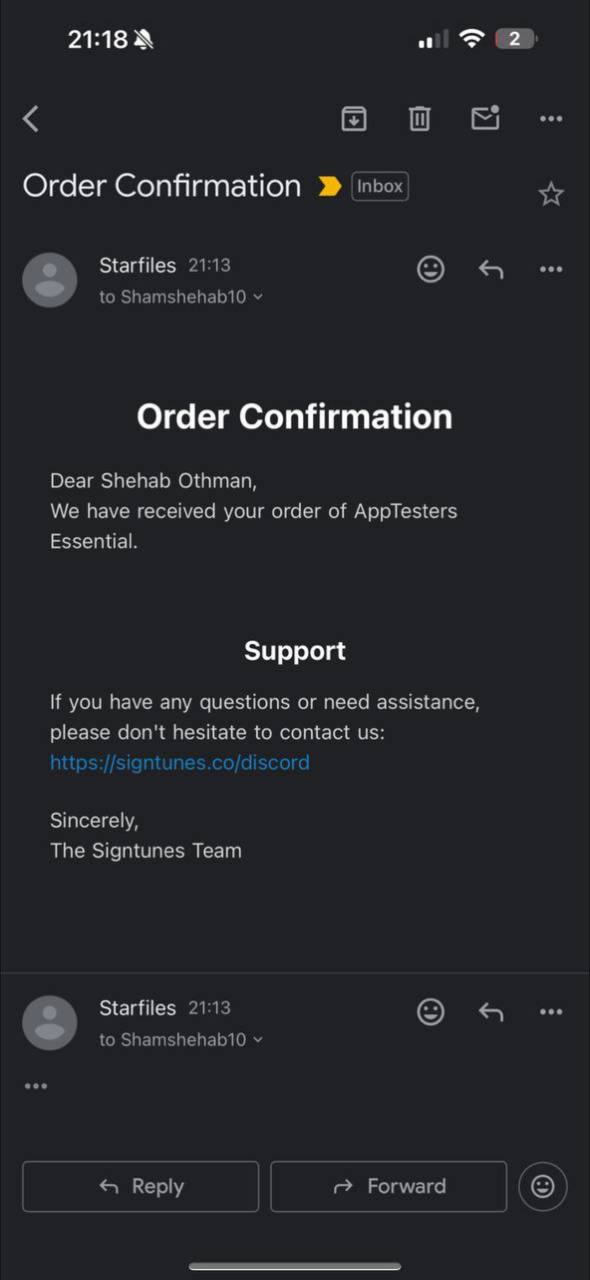 21:18
2
Order Confirmation Inbox
Starfiles 21:13
to Shamshehab10
Order Confirmation
Dear Shehab Othman,
We have received your order of AppTesters
Essential.
Support
If you have any questions or need assistance,
please don't hesitate to contact us:
https://signtunes.co/discord
Sincerely,
The Signtunes Team
Starfiles 21:13
to Shamshehab10
Reply
Forward